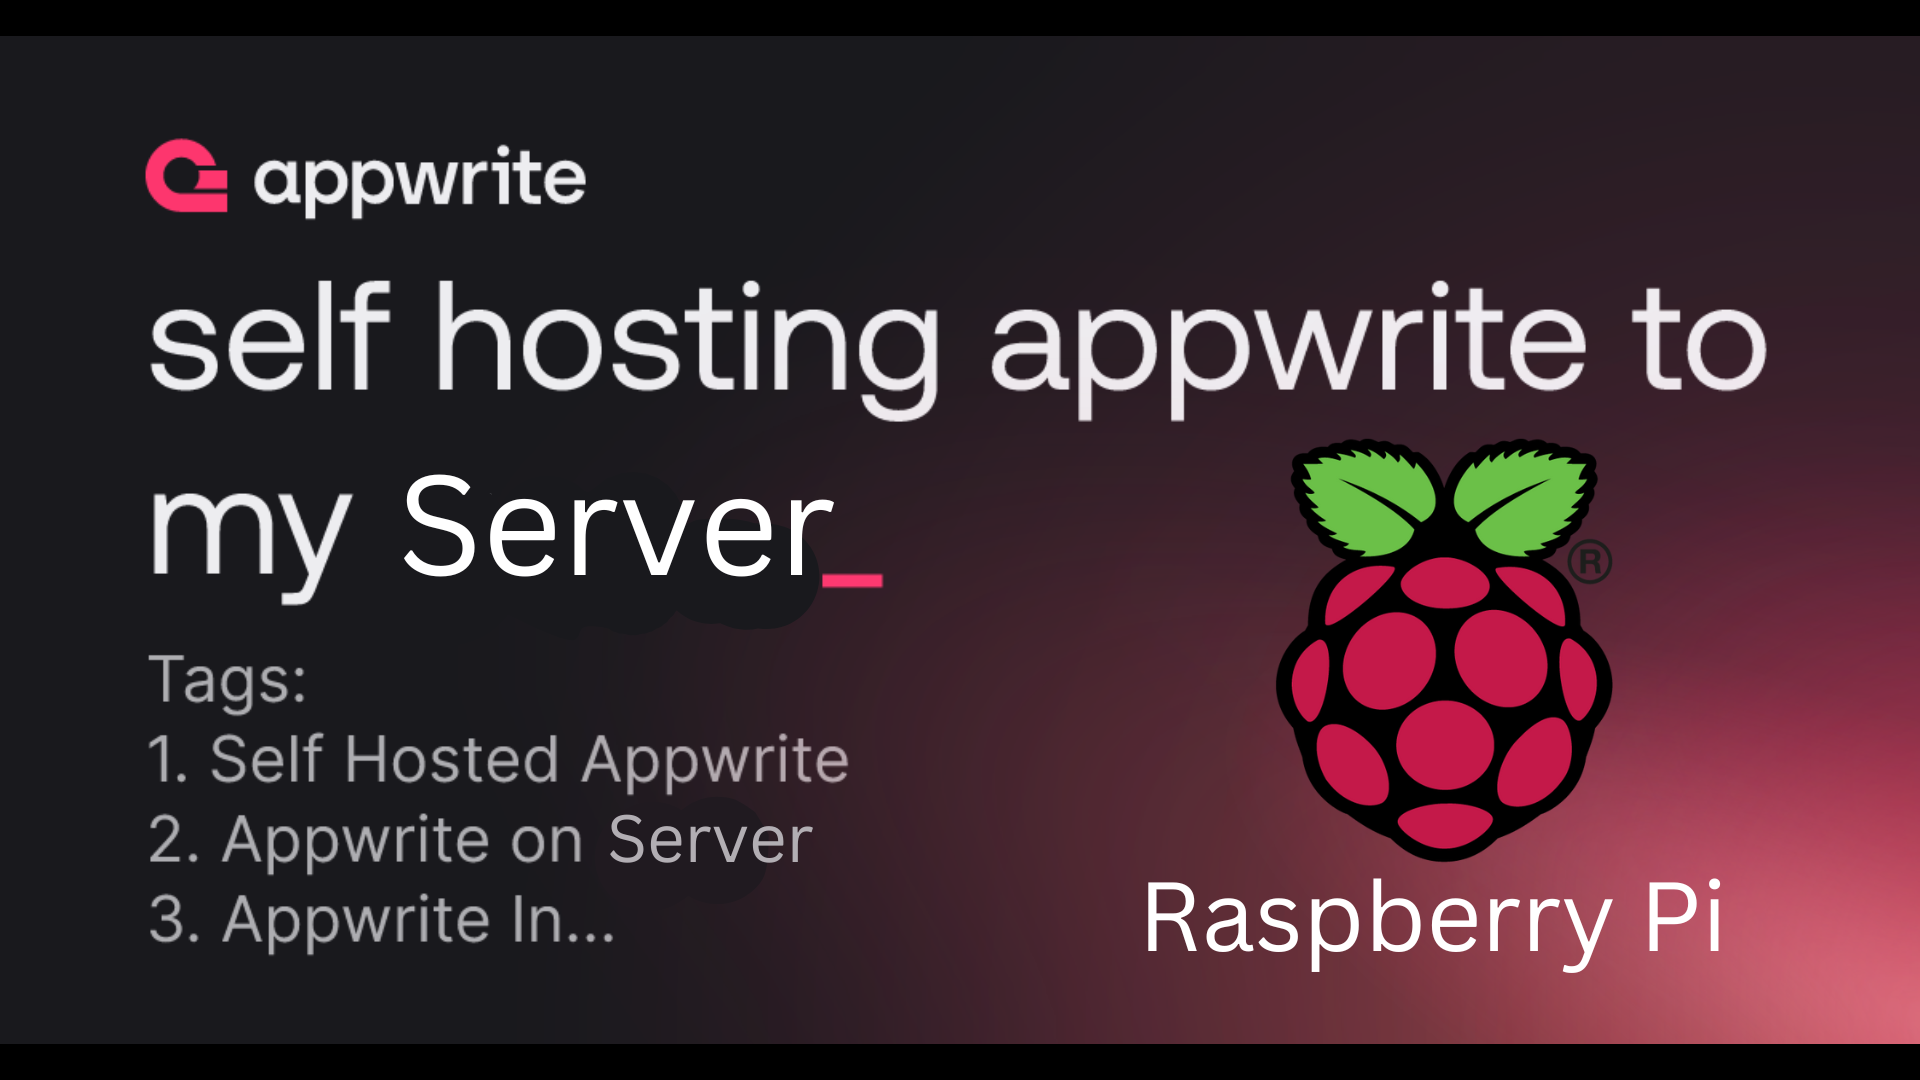 appwrite
self hosting appwrite to
my Server_
Tags:
1. Self Hosted Appwrite
2. Appwrite on Server
3. Appwrite In...
®
Raspberry Pi